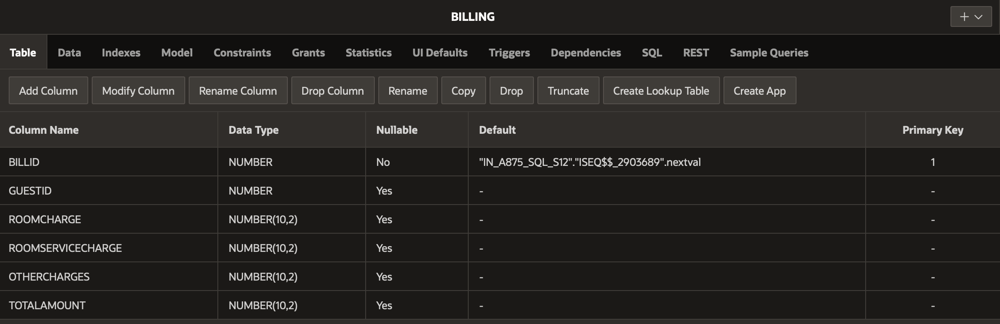 BILLING
Table Data Indexes Model Constraints Grants Statistics UI Defaults Triggers Dependencies SQL REST Sample Queries
Add Column Modify Column Rename Column Drop Column Rename Copy Drop Truncate Create Lookup Table Create App
Column Name Data Type Nullable Default Primary Key
BILLID NUMBER No "IN_A875_SQL_S12"."ISEQ$$_2903689".nextval 1
GUESTID NUMBER Yes - -
ROOMCHARGE NUMBER(10,2) Yes - -
ROOMSERVICECHARGE NUMBER(10,2) Yes - -
OTHERCHARGES NUMBER(10,2) Yes - -
TOTALAMOUNT NUMBER(10,2) Yes - -